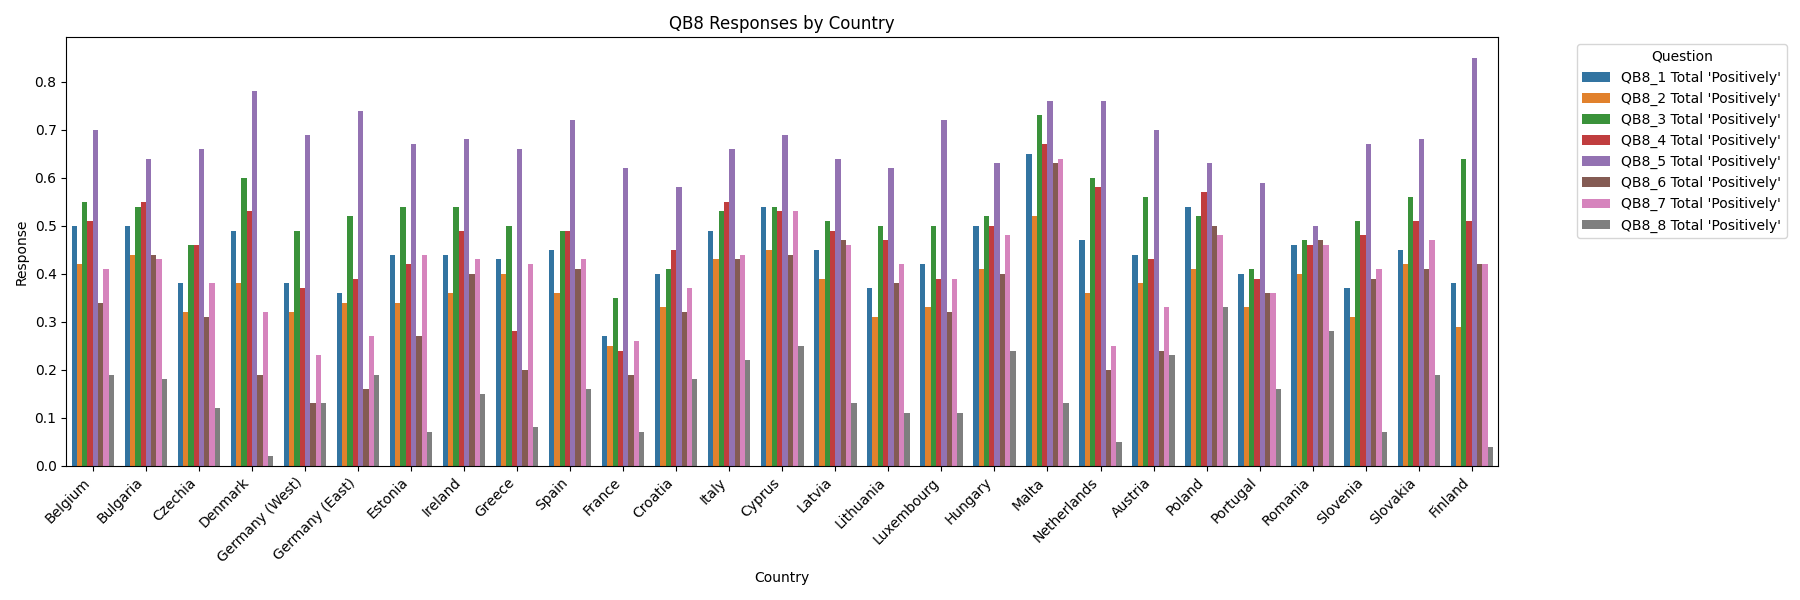 QB8 Responses by Country
Response
0.8
0.7
0.6
0.5
0.4
0.3
0.2
0.1
0.0
Belgium
Bulgaria
Czechia
Denmark
Germany (West)
Germany (East)
Estonia
Ireland
Greece
Spain
France
Croatia
Italy
Cyprus
Latvia
Lithuania
Luxembourg
Hungary
Malta
Netherlands
Austria
Poland
Portugal
Romania
Slovenia
Slovakia
Finland
Country
Question
QB8_1 Total 'Positively'
QB8_2 Total 'Positively'
QB8_3 Total 'Positively'
QB8_4 Total 'Positively'
QB8_5 Total 'Positively'
QB8_6 Total 'Positively'
QB8_7 Total 'Positively'
QB8_8 Total 'Positively'